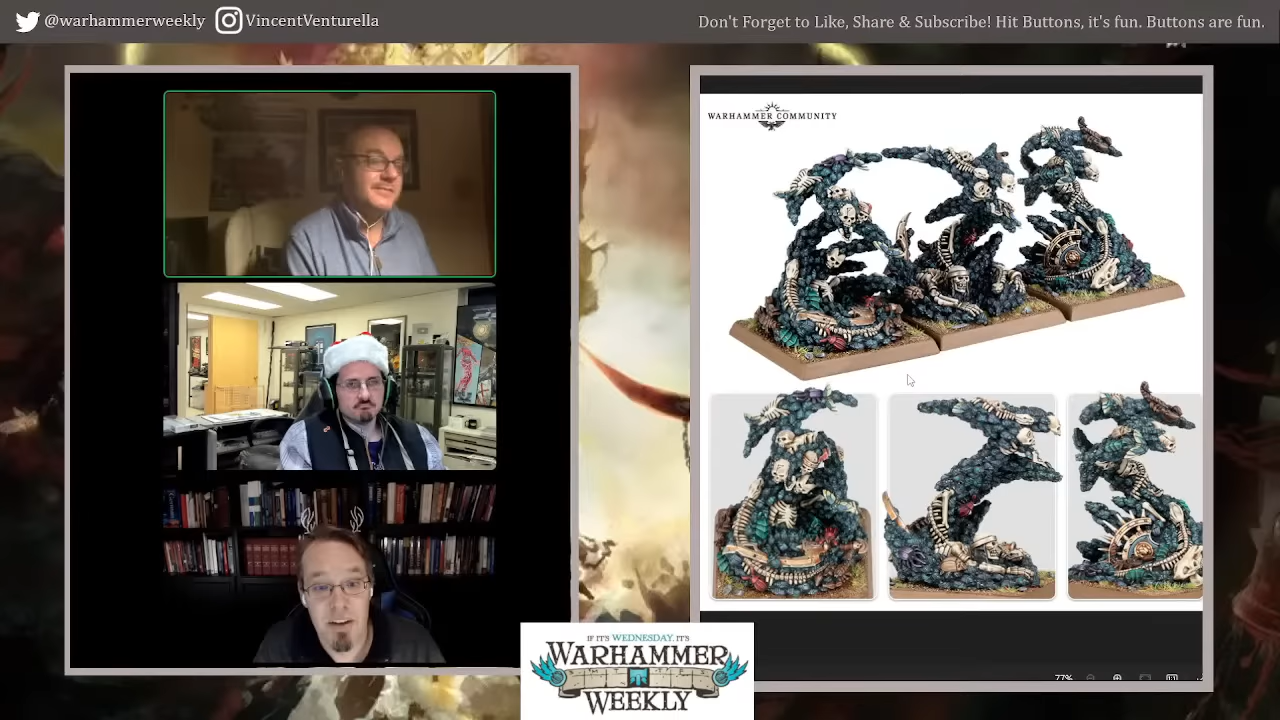 @warhammerweekly VincentVenturella
Don't Forget to Like, Share & Subscribe! Hit Buttons, it's fun. Buttons are fun.
WARHAMMER COMMUNITY
IF IT'S WEDNESDAY, IT'S
WARHAMMER
WEEKLY
77%